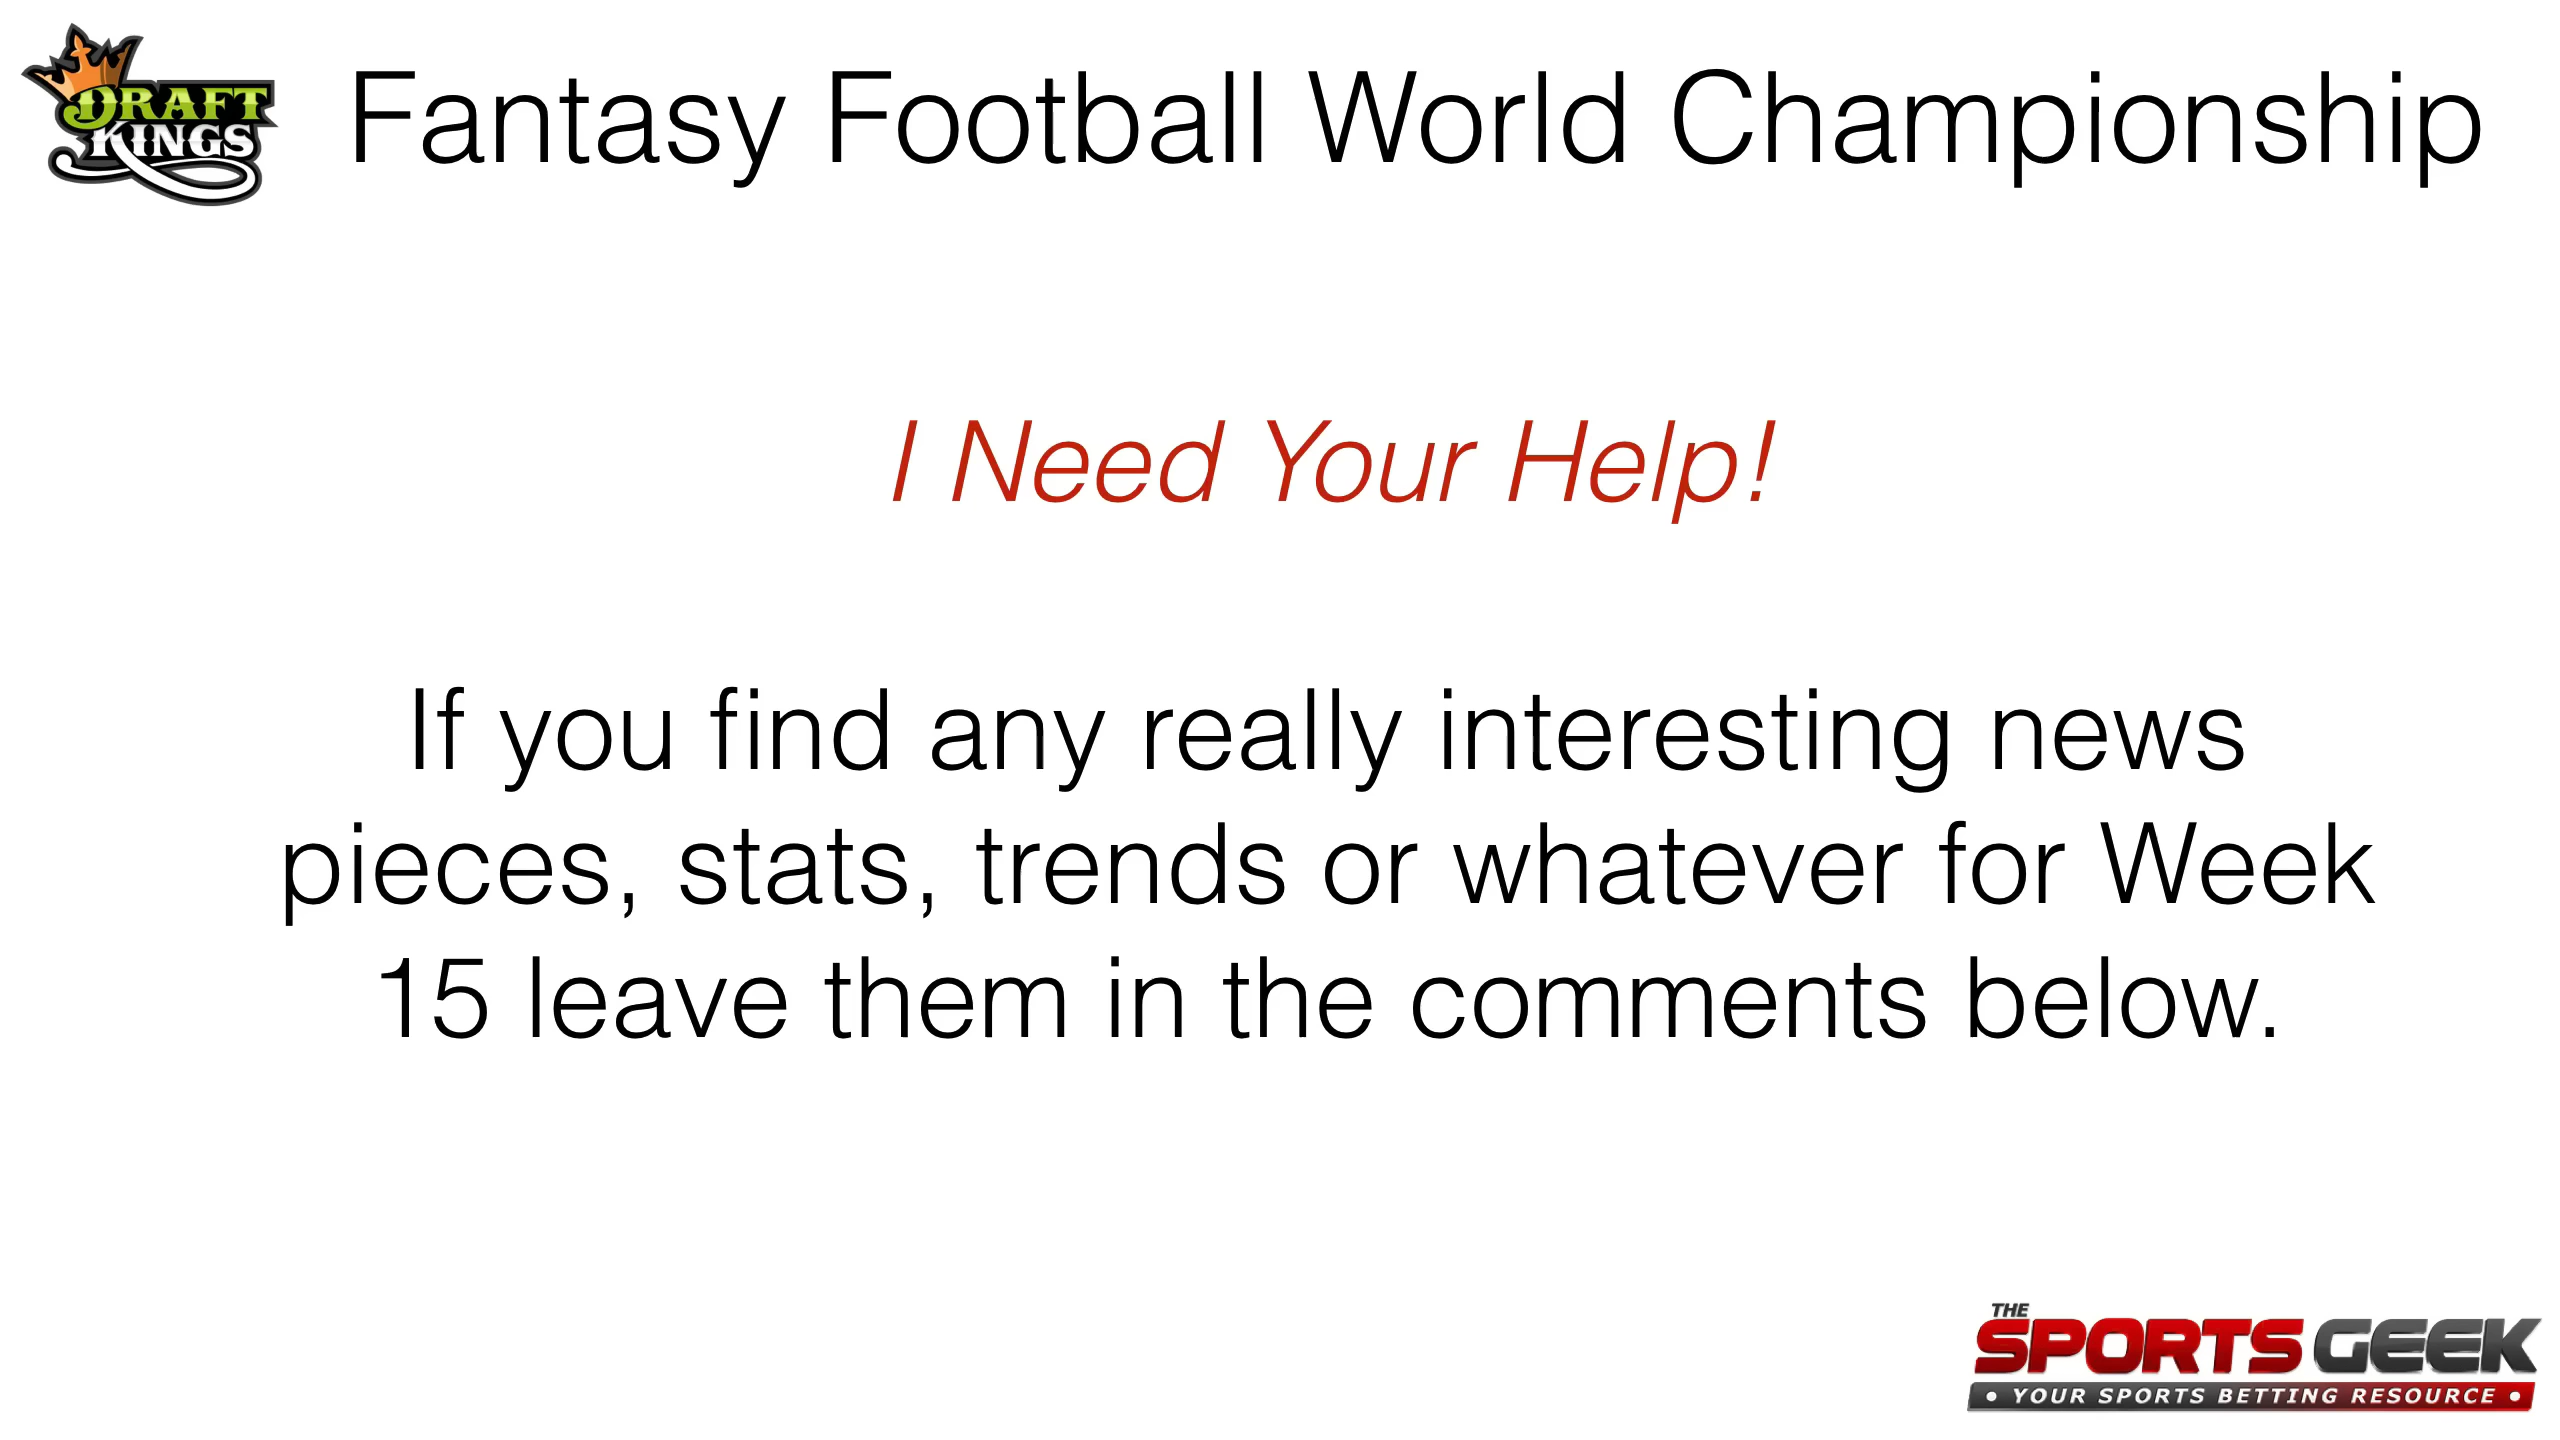 DRAFT
KINGS
Fantasy Football World Championship
I Need Your Help!
If you find any really interesting news
pieces, stats, trends or whatever for Week
15 leave them in the comments below.
THE
SPORTS GEEK
• YOUR SPORTS BETTING RESOURCE •